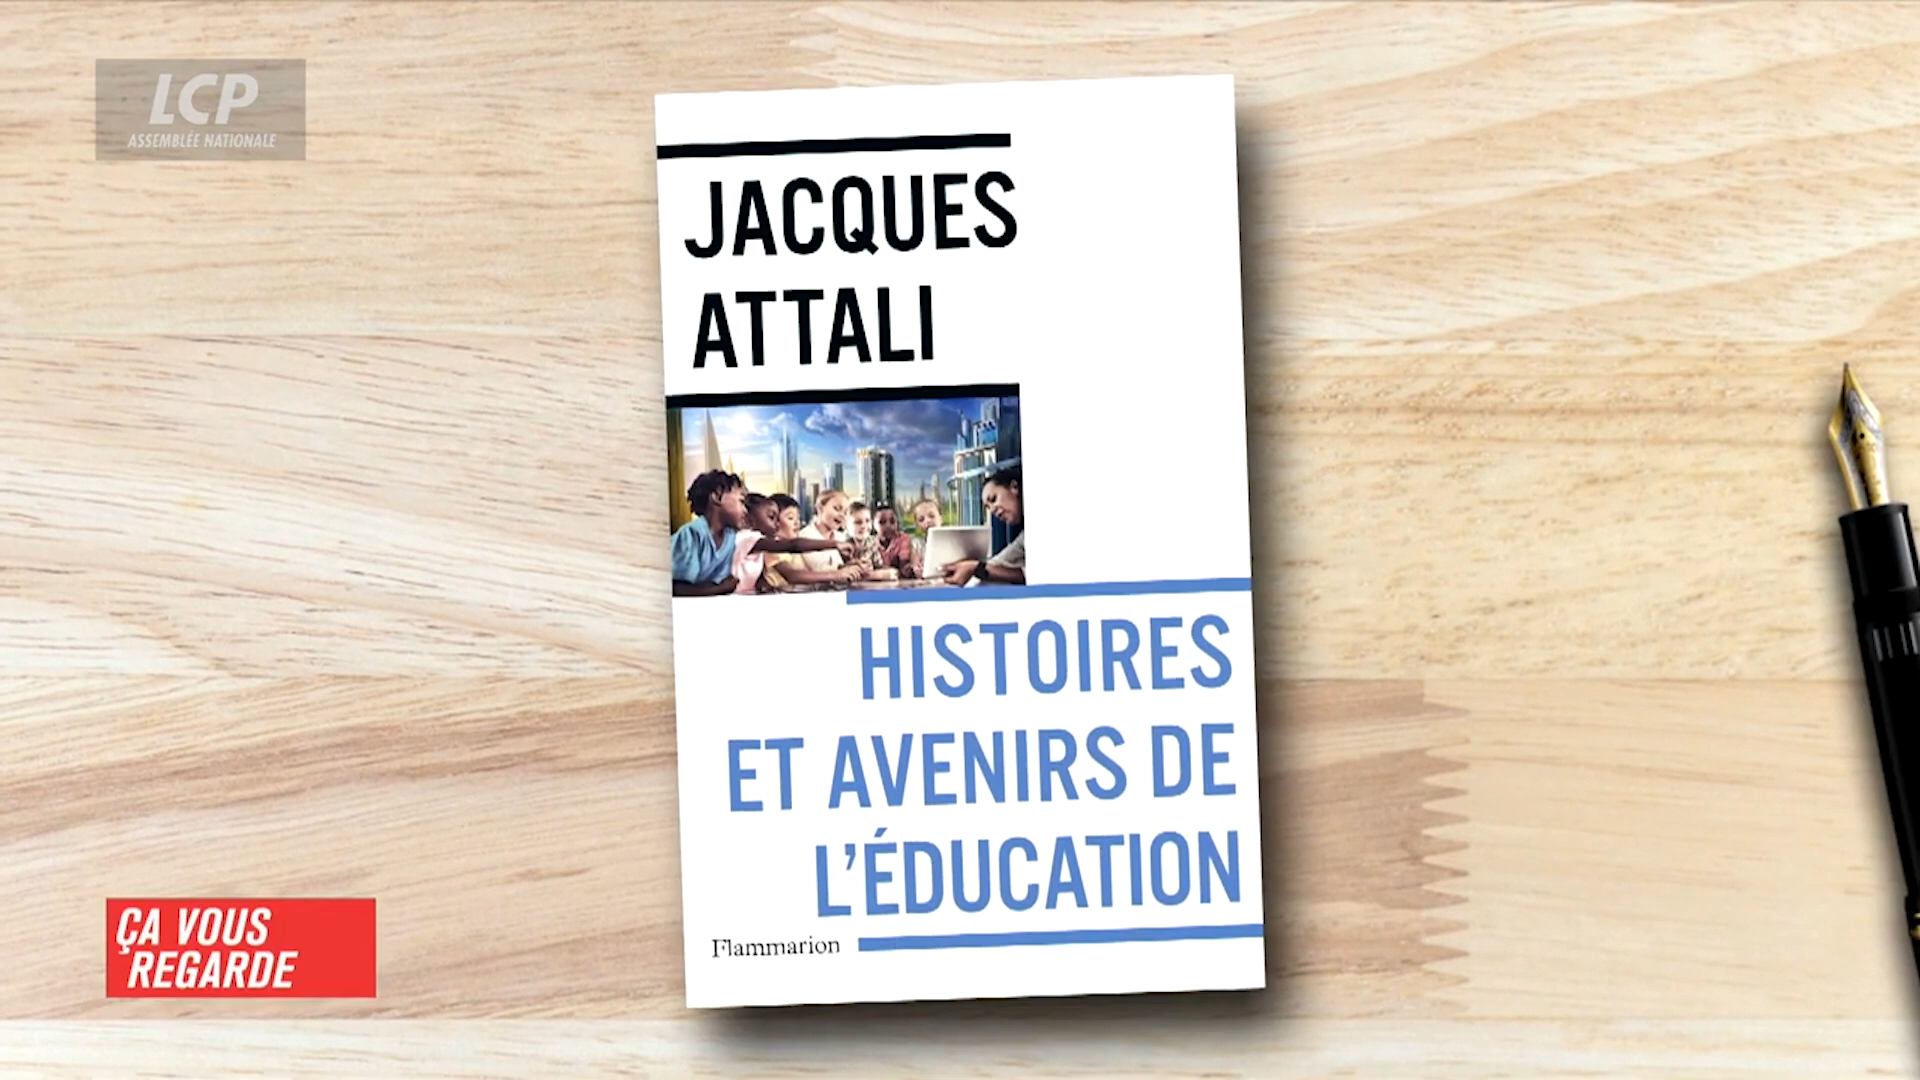 LCP
ASSEMBLÉE NATIONALE
JACQUES
ATTALI
HISTOIRES
ET AVENIRS DE
L'ÉDUCATION
Flammarion
ÇA VOUS
REGARDE